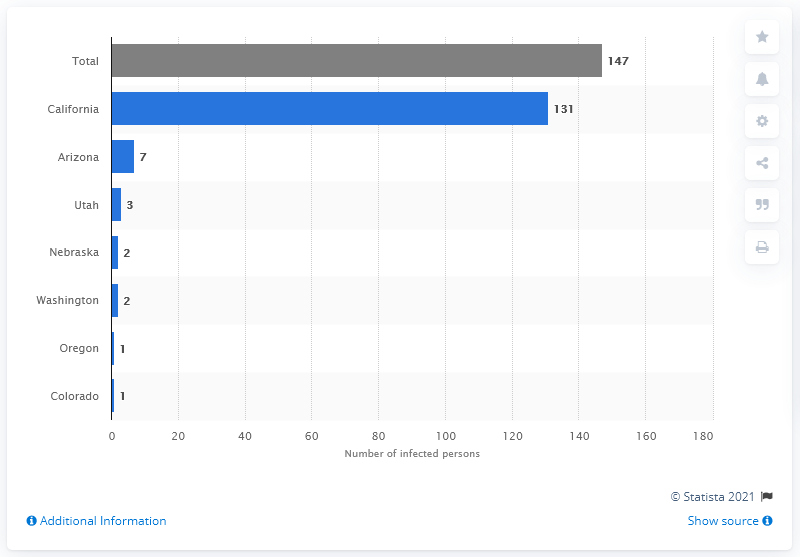 Total 147
California 131
Arizona 7
Utah 3
Nebraska 2
Washington 2
Oregon 1
Colorado 1
0 20 40 60 80 100 120 140 160 180
Number of infected persons
© Statista 2021
Additional Information Show source